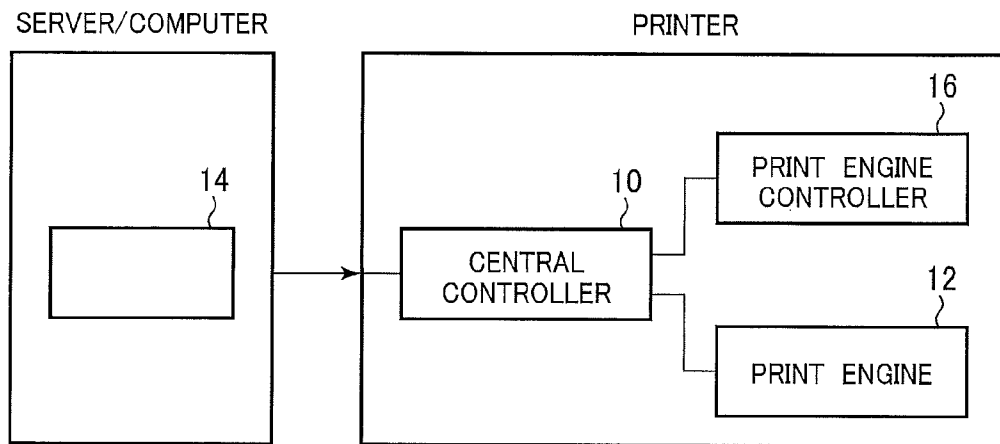 SERVER/COMPUTER
PRINTER
14
10
16
CENTRAL
CONTROLLER
PRINT ENGINE
CONTROLLER
12
PRINT ENGINE